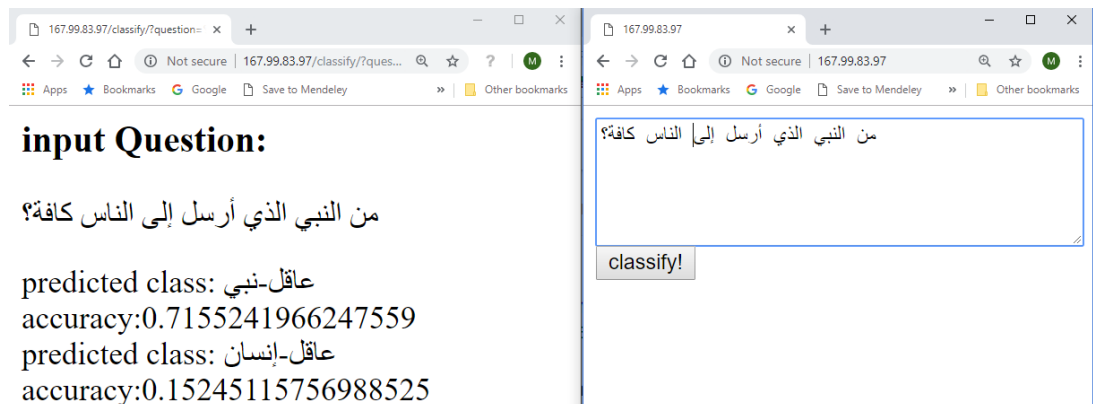 167.99.83.97/classify/?question=
Not secure | 167.99.83.97/classify/?ques...
M
Apps Bookmarks G Google Save to Mendeley » Other bookmarks
input Question:
من النبي الذي أرسل إلى الناس كافة؟
predicted class: عاقل-نبي
accuracy:0.7155241966247559
predicted class: عاقل-إنسان
accuracy:0.15245115756988525
167.99.83.97
Not secure | 167.99.83.97
M
Apps Bookmarks G Google Save to Mendeley » Other bookmarks
من النبي الذي أرسل إلى الناس كافة؟
classify!